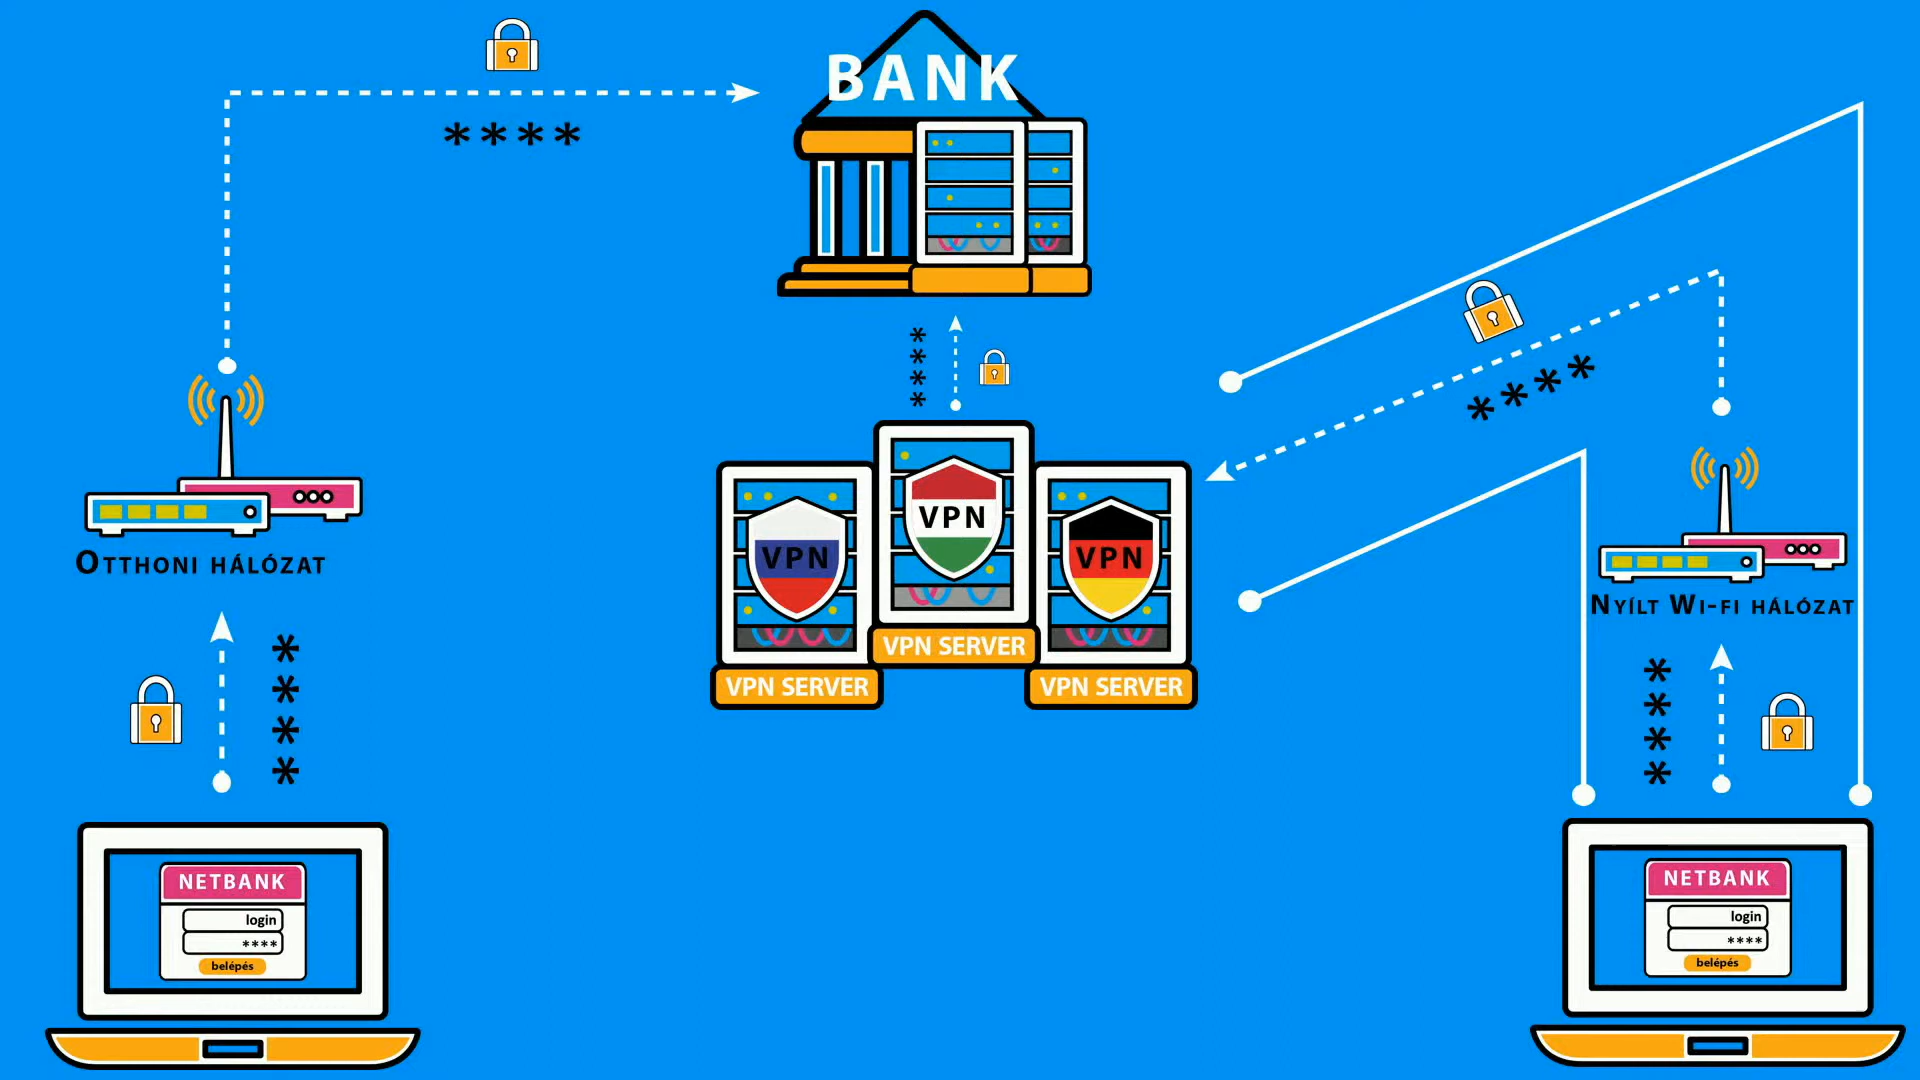 BANK
****
****
****
VPN
VPN
VPN
VPN SERVER
VPN SERVER
VPN SERVER
Otthoni hálózat
Nyílt Wi-Fi hálózat
****
****
NETBANK
login
****
belépés
NETBANK
login
****
belépés